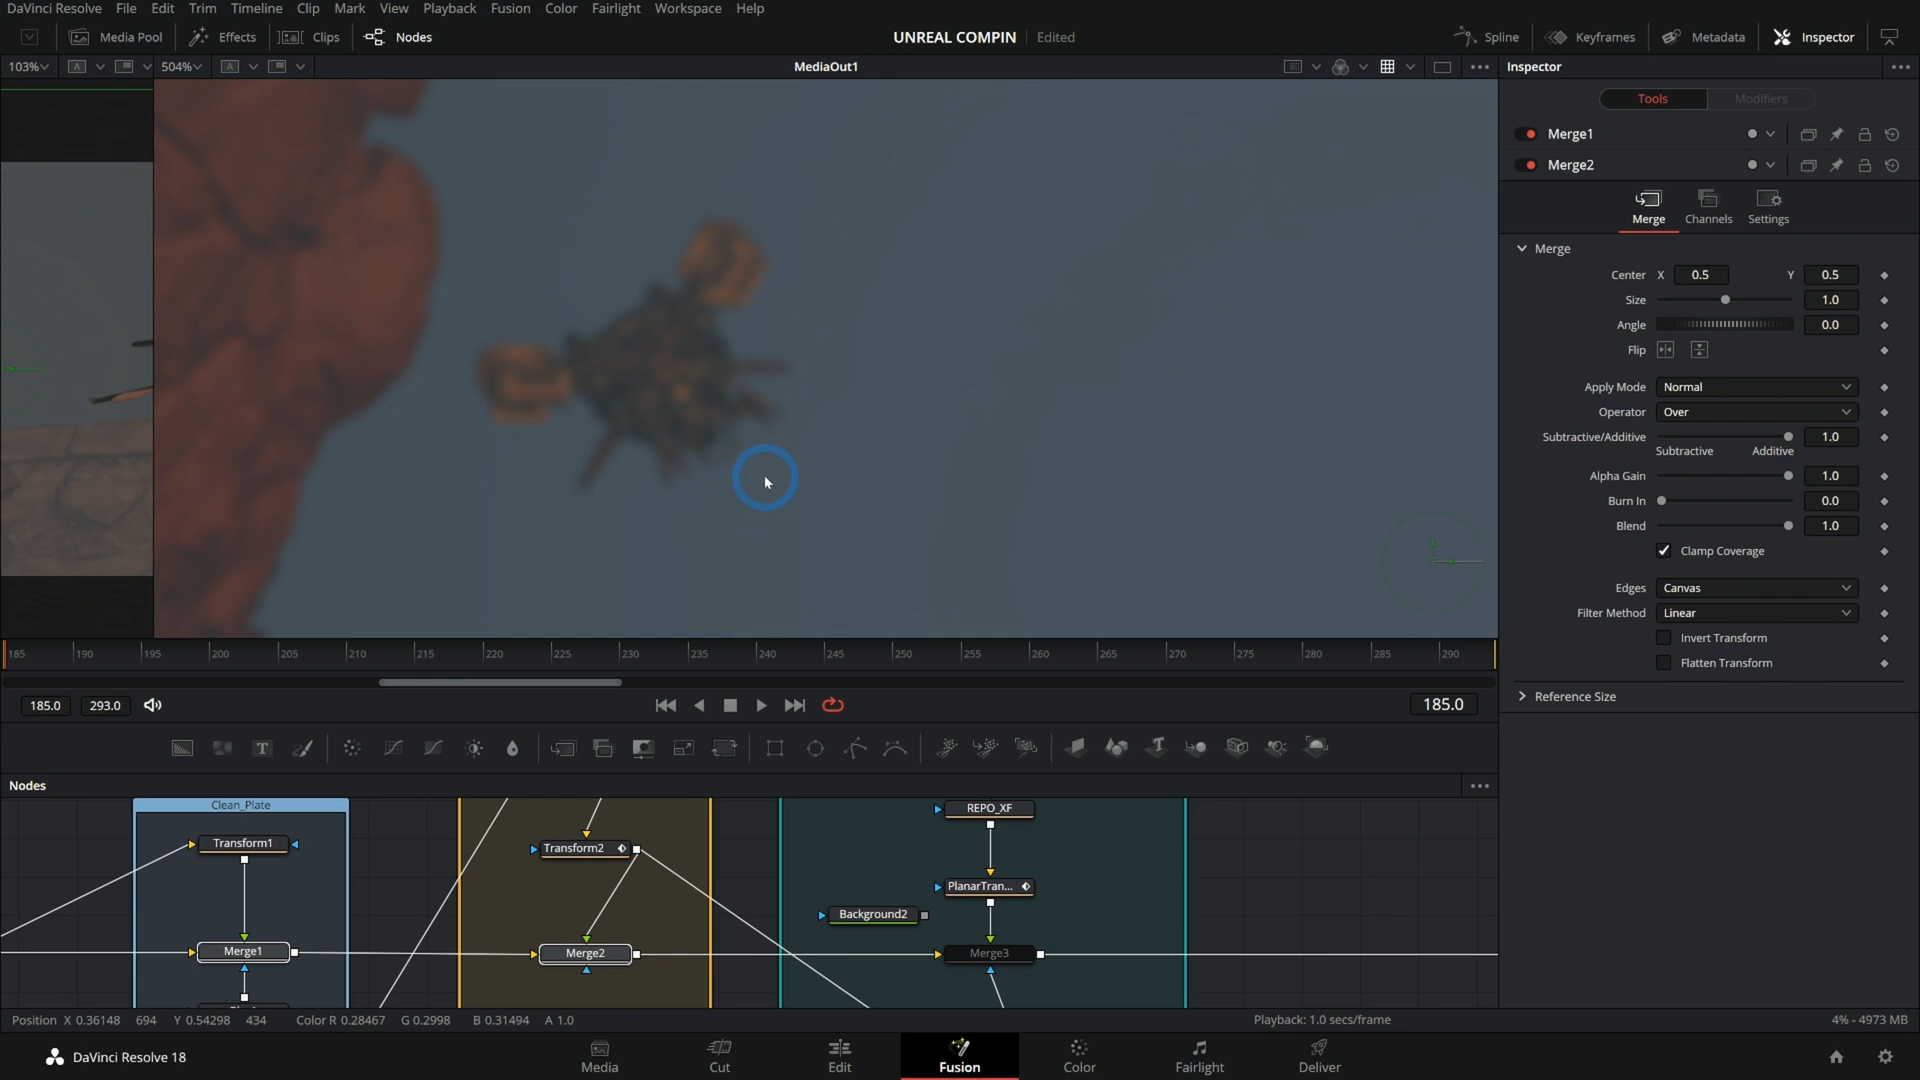 DaVinci Resolve File Edit Trim Timeline Clip Mark View Playback Fusion Color Fairlight Workspace Help
Media Pool Effects Clips Nodes UNREAL COMPIN Edited Spline Keyframes Metadata Inspector
103% A 504% A MediaOut1 Inspector
Tools Modifiers
Merge1
Merge2
Merge Channels Settings
Merge
Center X 0.5 Y 0.5
Size 1.0
Angle 0.0
Flip
Apply Mode Normal
Operator Over
Subtractive/Additive 1.0
Subtractive Additive
Alpha Gain 1.0
Burn In 0.0
Blend 1.0
Clamp Coverage
Edges Canvas
Filter Method Linear
Invert Transform
Flatten Transform
Reference Size
185 190 195 200 205 210 215 220 225 230 235 240 245 250 255 260 265 270 275 280 285 290
185.0 293.0 185.0
T
Nodes
Clean_Plate
Transform1
Merge1
Transform2
Merge2
REPO_XF
PlanarTran...
Background2
Merge3
Position X 0.36148 694 Y 0.54298 434 Color R 0.28467 G 0.2998 B 0.31494 A 1.0 Playback: 1.0 secs/frame 4% - 4973 MB
DaVinci Resolve 18 Media Cut Edit Fusion Color Fairlight Deliver